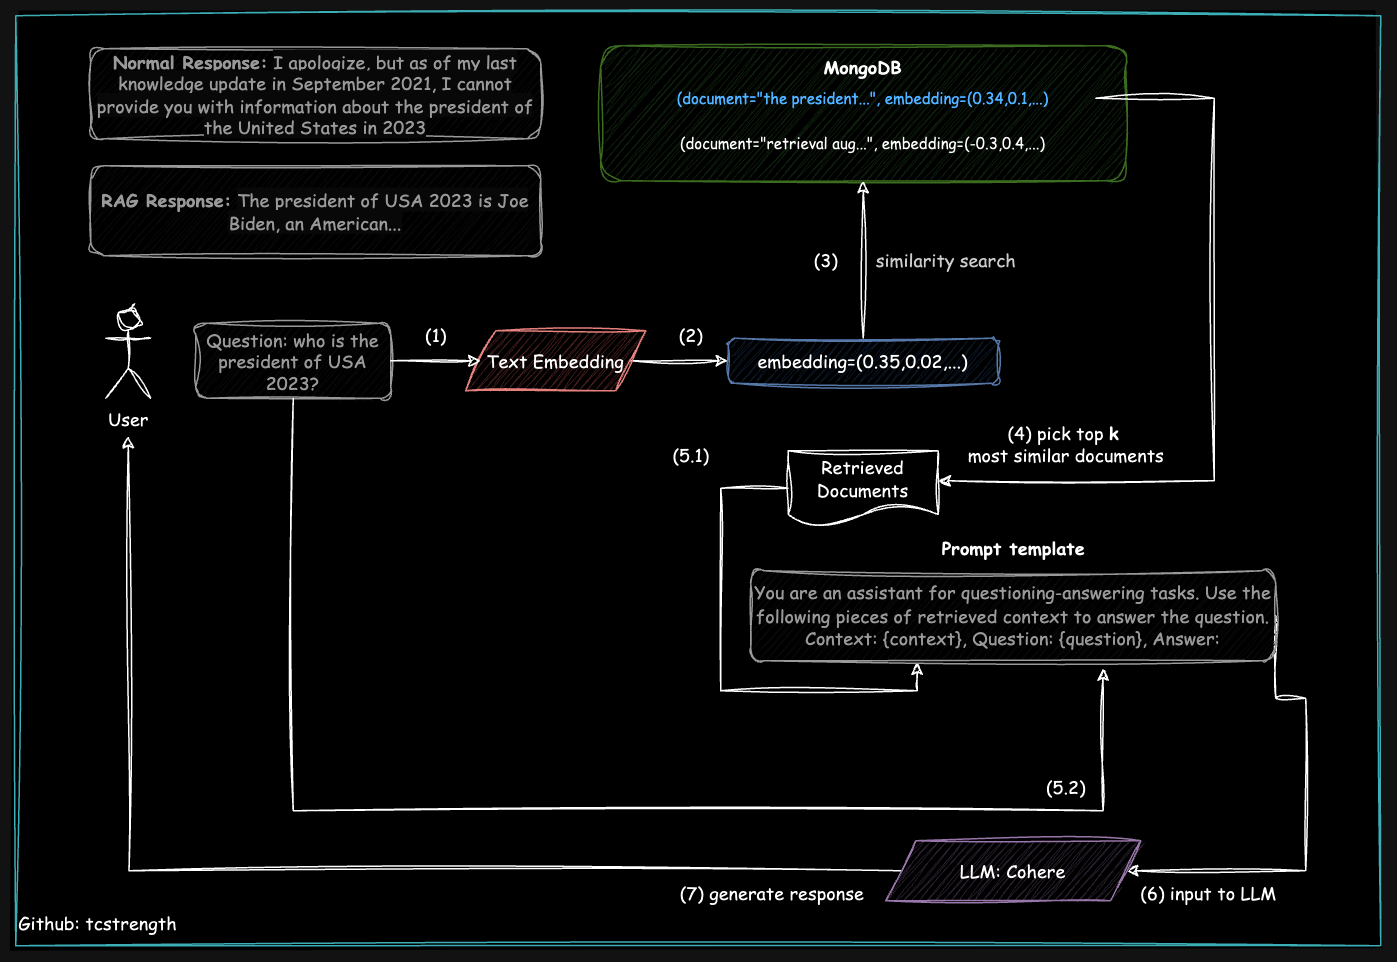 Normal Response: I apologize, but as of my last
knowledge update in September 2021, I cannot
provide you with information about the president of
the United States in 2023
RAG Response: The president of USA 2023 is Joe
Biden, an American...
MongoDB
(document="the president...", embedding=(0.34,0.1,...)
(document="retrieval aug...", embedding=(-0.3,0.4,...)
(3)
similarity search
User
Question: who is the
president of USA
2023?
(1)
Text Embedding
(2)
embedding=(0.35,0.02,...)
(4) pick top k
most similar documents
(5.1)
Retrieved
Documents
Prompt template
You are an assistant for questioning-answering tasks. Use the
following pieces of retrieved context to answer the question.
Context: {context}, Question: {question}, Answer:
(5.2)
LLM: Cohere
(6) input to LLM
(7) generate response
Github: tcstrength